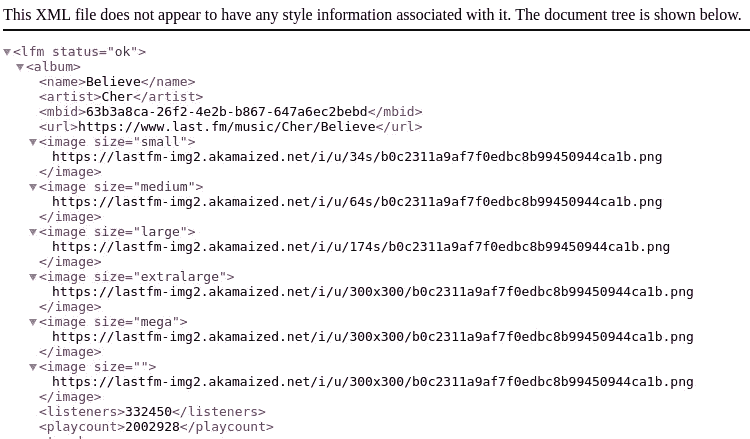 This XML file does not appear to have any style information associated with it. The document tree is shown below.
<lfm status="ok">
<album>
<name>Believe</name>
<artist>Cher</artist>
<mbid>63b3a8ca-26f2-4e2b-b867-647a6ec2bebd</mbid>
<url>https://www.last.fm/music/Cher/Believe</url>
<image size="small">
https://lastfm-img2.akamaized.net/i/u/34s/b0c2311a9af7f0edbc8b99450944ca1b.png
</image>
<image size="medium">
https://lastfm-img2.akamaized.net/i/u/64s/b0c2311a9af7f0edbc8b99450944ca1b.png
</image>
<image size="large">
https://lastfm-img2.akamaized.net/i/u/174s/b0c2311a9af7f0edbc8b99450944ca1b.png
</image>
<image size="extralarge">
https://lastfm-img2.akamaized.net/i/u/300x300/b0c2311a9af7f0edbc8b99450944ca1b.png
</image>
<image size="mega">
https://lastfm-img2.akamaized.net/i/u/300x300/b0c2311a9af7f0edbc8b99450944ca1b.png
</image>
<image size="">
https://lastfm-img2.akamaized.net/i/u/300x300/b0c2311a9af7f0edbc8b99450944ca1b.png
</image>
<listeners>332450</listeners>
<playcount>2002928</playcount>